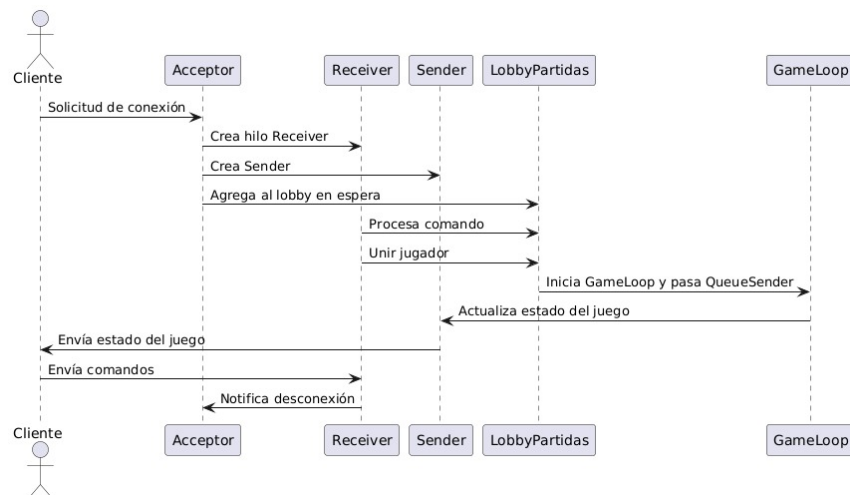 Cliente
Acceptor
Receiver
Sender
LobbyPartidas
GameLoop
Solicitud de conexión
Crea hilo Receiver
Crea Sender
Agrega al lobby en espera
Procesa comando
Unir jugador
Inicia GameLoop y pasa QueueSender
Actualiza estado del juego
Envía estado del juego
Envía comandos
Notifica desconexión
Cliente
Acceptor
Receiver
Sender
LobbyPartidas
GameLoop